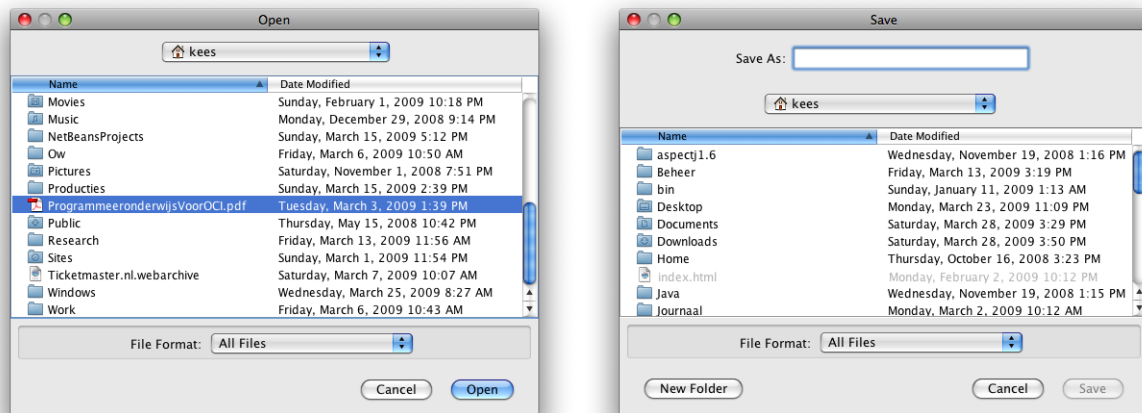 Open
kees
Name Date Modified
Movies Sunday, February 1, 2009 10:18 PM
Music Monday, December 29, 2008 9:14 PM
NetBeansProjects Sunday, March 15, 2009 5:12 PM
Ow Friday, March 6, 2009 10:50 AM
Pictures Saturday, November 1, 2008 7:51 PM
Producties Sunday, March 15, 2009 2:39 PM
ProgrammeeronderwijsVoorOCI.pdf Tuesday, March 3, 2009 1:39 PM
Public Thursday, May 15, 2008 10:42 PM
Research Friday, March 13, 2009 11:56 AM
Sites Sunday, March 1, 2009 11:54 PM
Ticketmaster.nl.webarchive Saturday, March 7, 2009 10:07 AM
Windows Wednesday, March 25, 2009 8:27 AM
Work Friday, March 6, 2009 10:43 AM
File Format: All Files
Cancel Open
Save
Save As:
kees
Name Date Modified
aspectj1.6 Wednesday, November 19, 2008 1:16 PM
Beheer Friday, March 13, 2009 3:19 PM
bin Sunday, January 11, 2009 1:13 AM
Desktop Monday, March 23, 2009 11:09 PM
Documents Saturday, March 28, 2009 3:29 PM
Downloads Saturday, March 28, 2009 3:50 PM
Home Thursday, October 16, 2008 3:23 PM
index.html Monday, February 2, 2009 10:12 PM
Java Wednesday, November 19, 2008 1:15 PM
Journaal Monday, March 2, 2009 10:12 AM
File Format: All Files
New Folder Cancel Save